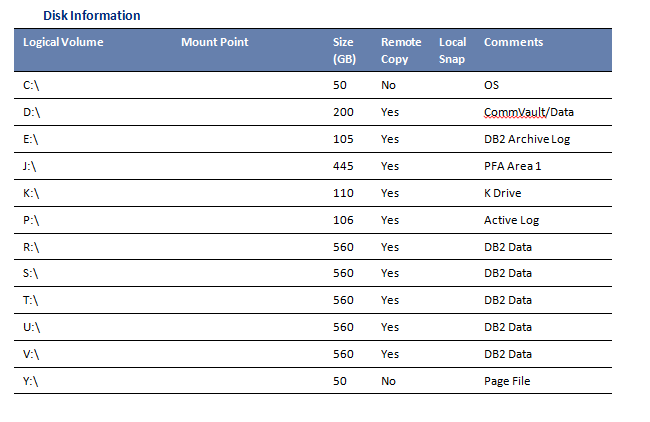 Disk Information
Logical Volume Mount Point Size (GB) Remote Copy Local Snap Comments
C:\ 50 No OS
D:\ 200 Yes CommVault/Data
E:\ 105 Yes DB2 Archive Log
J:\ 445 Yes PFA Area 1
K:\ 110 Yes K Drive
P:\ 106 Yes Active Log
R:\ 560 Yes DB2 Data
S:\ 560 Yes DB2 Data
T:\ 560 Yes DB2 Data
U:\ 560 Yes DB2 Data
V:\ 560 Yes DB2 Data
Y:\ 50 No Page File